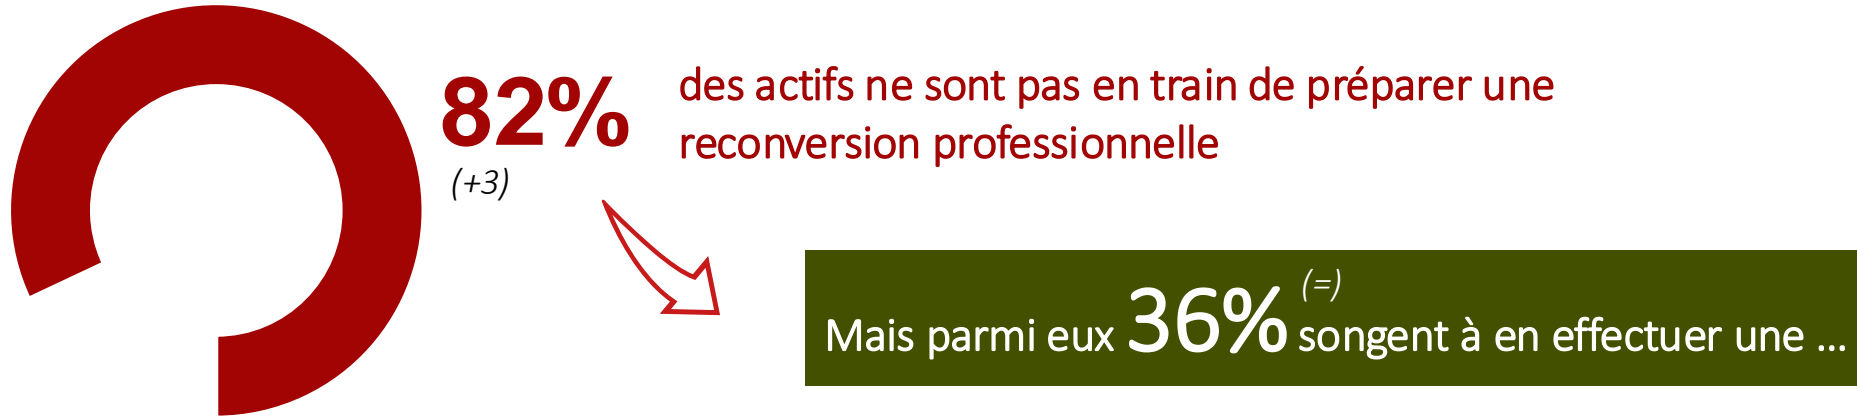 82%
(+3)
des actifs ne sont pas en train de préparer une
reconversion professionnelle
Mais parmi eux 36% (=) songent à en effectuer une ...